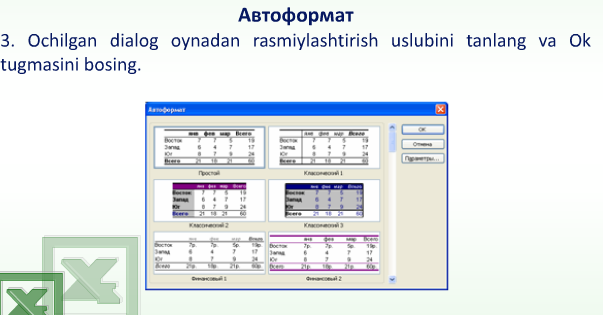 Автоформат
3. Ochilgan dialog oynadan rasmiylashtirish uslubini tanlang va Ok
tugmasini bosing.
Автоформат
янв фев мар Всего
Восток 7 7 5 19
Запад 6 4 7 17
Юг 8 7 9 24
Всего 21 18 21 60
Простой
янв фев мар Всего
Восток 7 7 5 19
Запад 6 4 7 17
Юг 8 7 9 24
Всего 21 18 21 60
Классический 1
янв фев мар Всего
Восток 7 7 5 19
Запад 6 4 7 17
Юг 8 7 9 24
Всего 21 18 21 60
Классический 2
янв фев мар Всего
Восток 7 7 5 19
Запад 6 4 7 17
Юг 8 7 9 24
Всего 21 18 21 60
Классический 3
янв фев мар Всего
Восток 7р. 7р. 5р. 19р.
Запад 6 4 7 17
Юг 8 7 9 24
Всего 21р. 18р. 21р. 60р.
Финансовый 1
янв фев мар Всего
Восток 7р. 7р. 5р. 19р.
Запад 6 4 7 17
Юг 8 7 9 24
Всего 21р. 18р. 21р. 60р.
Финансовый 2
ОК
Отмена
Параметры...